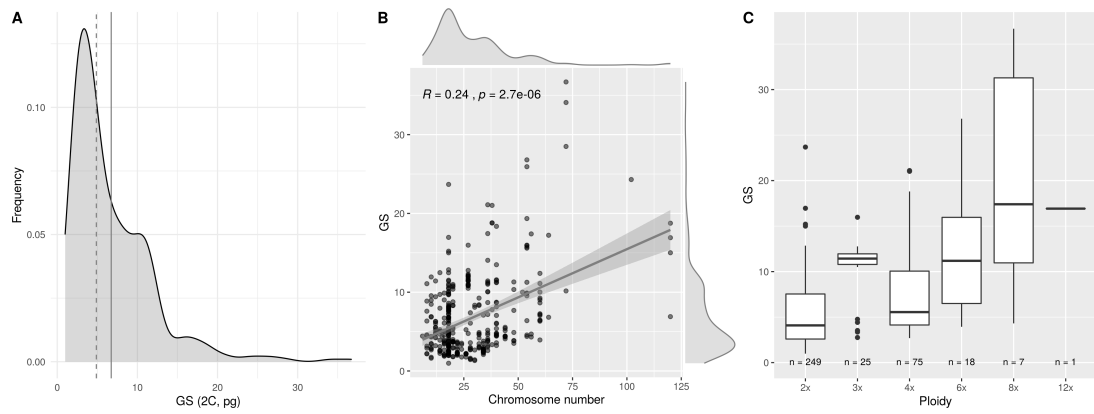 A
Frequency
0.10
0.05
0.00
0
10
20
30
GS (2C, pg)
B
R = 0.24 , p = 2.7e-06
GS
30
20
10
0
25
50
75
100
125
Chromosome number
C
GS
30
20
10
0
n = 249
n = 25
n = 75
n = 18
n = 7
n = 1
2x
3x
4x
6x
8x
12x
Ploidy